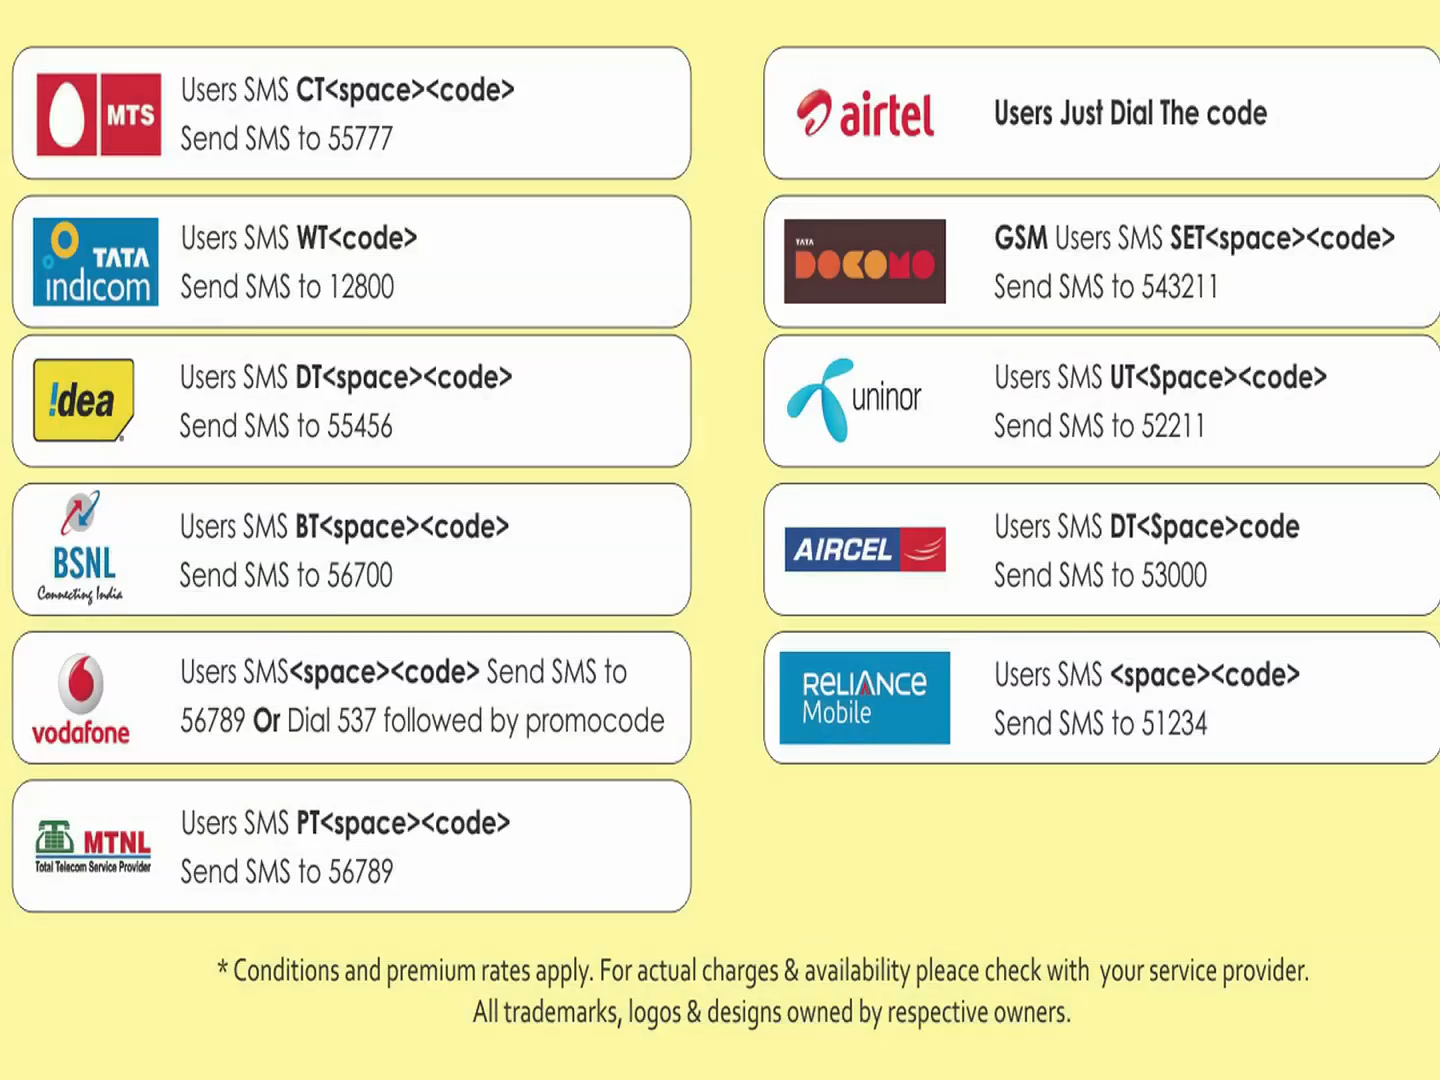 MTS
Users SMS CT<space><code>
Send SMS to 55777
TATA
indicom
Users SMS WT<code>
Send SMS to 12800
!dea
Users SMS DT<space><code>
Send SMS to 55456
BSNL
Connecting India
Users SMS BT<space><code>
Send SMS to 56700
vodafone
Users SMS<space><code> Send SMS to
56789 Or Dial 537 followed by promocode
MTNL
Total Telecom Service Provider
Users SMS PT<space><code>
Send SMS to 56789
airtel
Users Just Dial The code
TATA
DOCOMO
GSM Users SMS SET<space><code>
Send SMS to 543211
uninor
Users SMS UT<Space><code>
Send SMS to 52211
AIRCEL
Users SMS DT<Space>code
Send SMS to 53000
RELIANCE
Mobile
Users SMS <space><code>
Send SMS to 51234
* Conditions and premium rates apply. For actual charges & availability pleace check with your service provider.
All trademarks, logos & designs owned by respective owners.